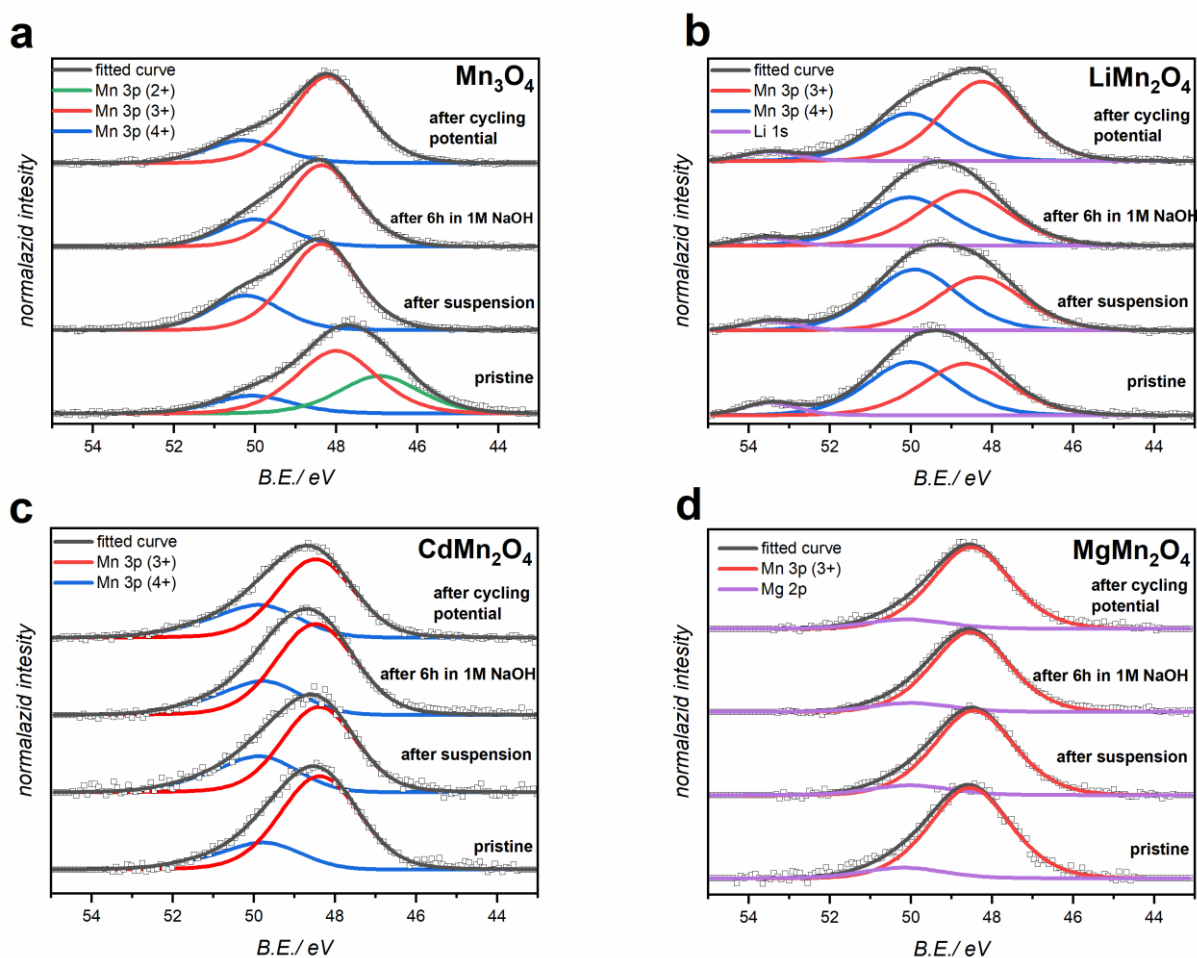 a
fitted curve
Mn 3p (2+)
Mn 3p (3+)
Mn 3p (4+)
Mn3O4
after cycling
potential
after 6h in 1M NaOH
after suspension
pristine
normalazid intesity
54 52 50 48 46 44
B.E./ eV
b
fitted curve
Mn 3p (3+)
Mn 3p (4+)
Li 1s
LiMn2O4
after cycling
potential
after 6h in 1M NaOH
after suspension
pristine
normalazid intesity
54 52 50 48 46 44
B.E./ eV
c
fitted curve
Mn 3p (3+)
Mn 3p (4+)
CdMn2O4
after cycling
potential
after 6h in 1M NaOH
after suspension
pristine
normalazid intesity
54 52 50 48 46 44
B.E./ eV
d
fitted curve
Mn 3p (3+)
Mg 2p
MgMn2O4
after cycling
potential
after 6h in 1M NaOH
after suspension
pristine
normalazid intesity
54 52 50 48 46 44
B.E./ eV